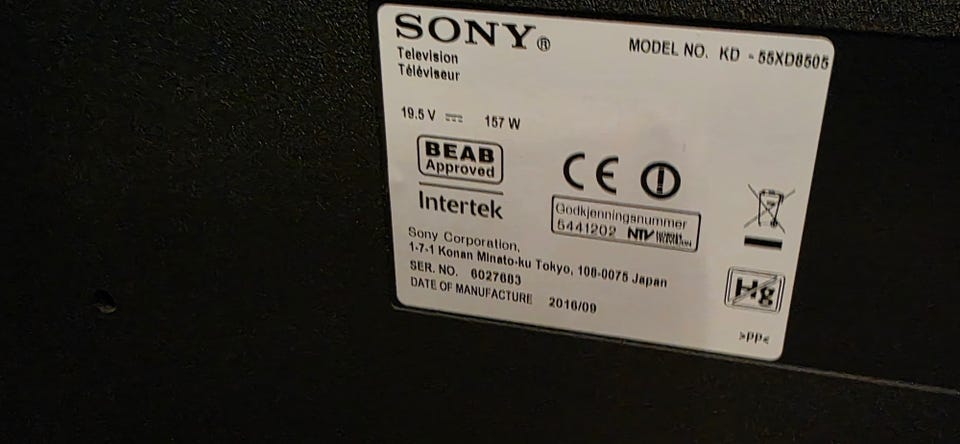 SONY®
MODEL NO. KD - 55XD8505
Television
Téléviseur
19.5 V 157 W
BEAB
Approved
Intertek
CE
Godkjenningsnummer
5441202 NTV
Sony Corporation,
1-7-1 Konan Minato-ku Tokyo, 108-0075 Japan
SER. NO. 6027683
DATE OF MANUFACTURE 2016/09
Hg
>PP<